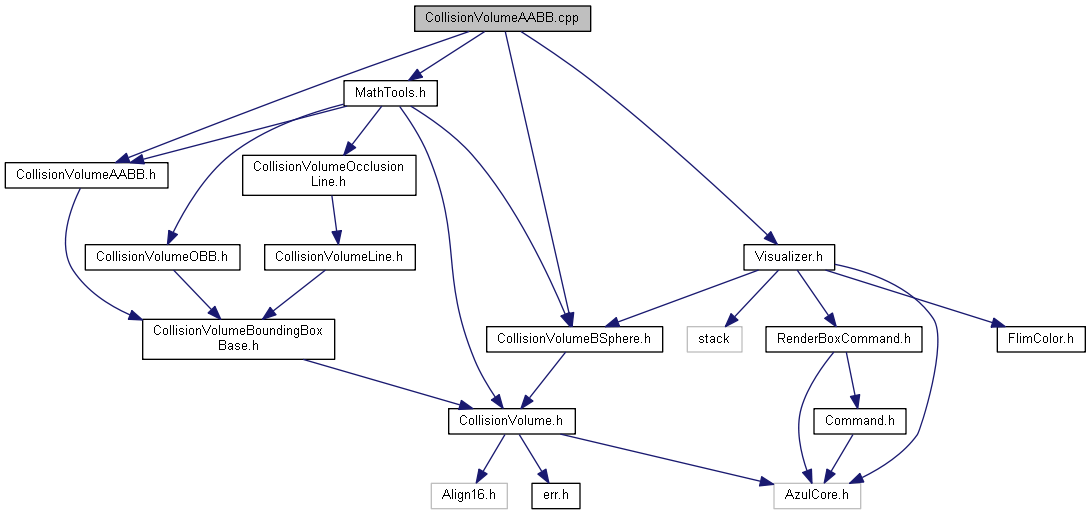 CollisionVolumeAABB.cpp
MathTools.h
CollisionVolumeAABB.h
CollisionVolumeOcclusion
Line.h
CollisionVolumeOBB.h
CollisionVolumeLine.h
Visualizer.h
CollisionVolumeBoundingBox
Base.h
CollisionVolumeBSphere.h
stack
RenderBoxCommand.h
FlimColor.h
CollisionVolume.h
Command.h
Align16.h
err.h
AzulCore.h